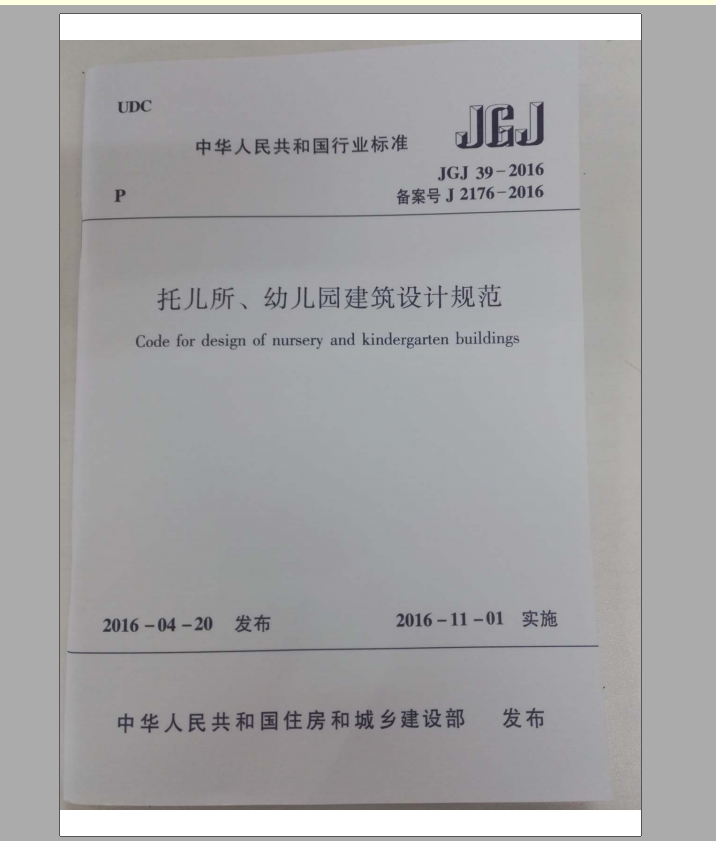 UDC
JGJ
中华人民共和国行业标准
JGJ 39-2016
P
备案号 J 2176-2016
托儿所、幼儿园建筑设计规范
Code for design of nursery and kindergarten buildings
2016-04-20 发布 2016-11-01 实施
中华人民共和国住房和城乡建设部 发布